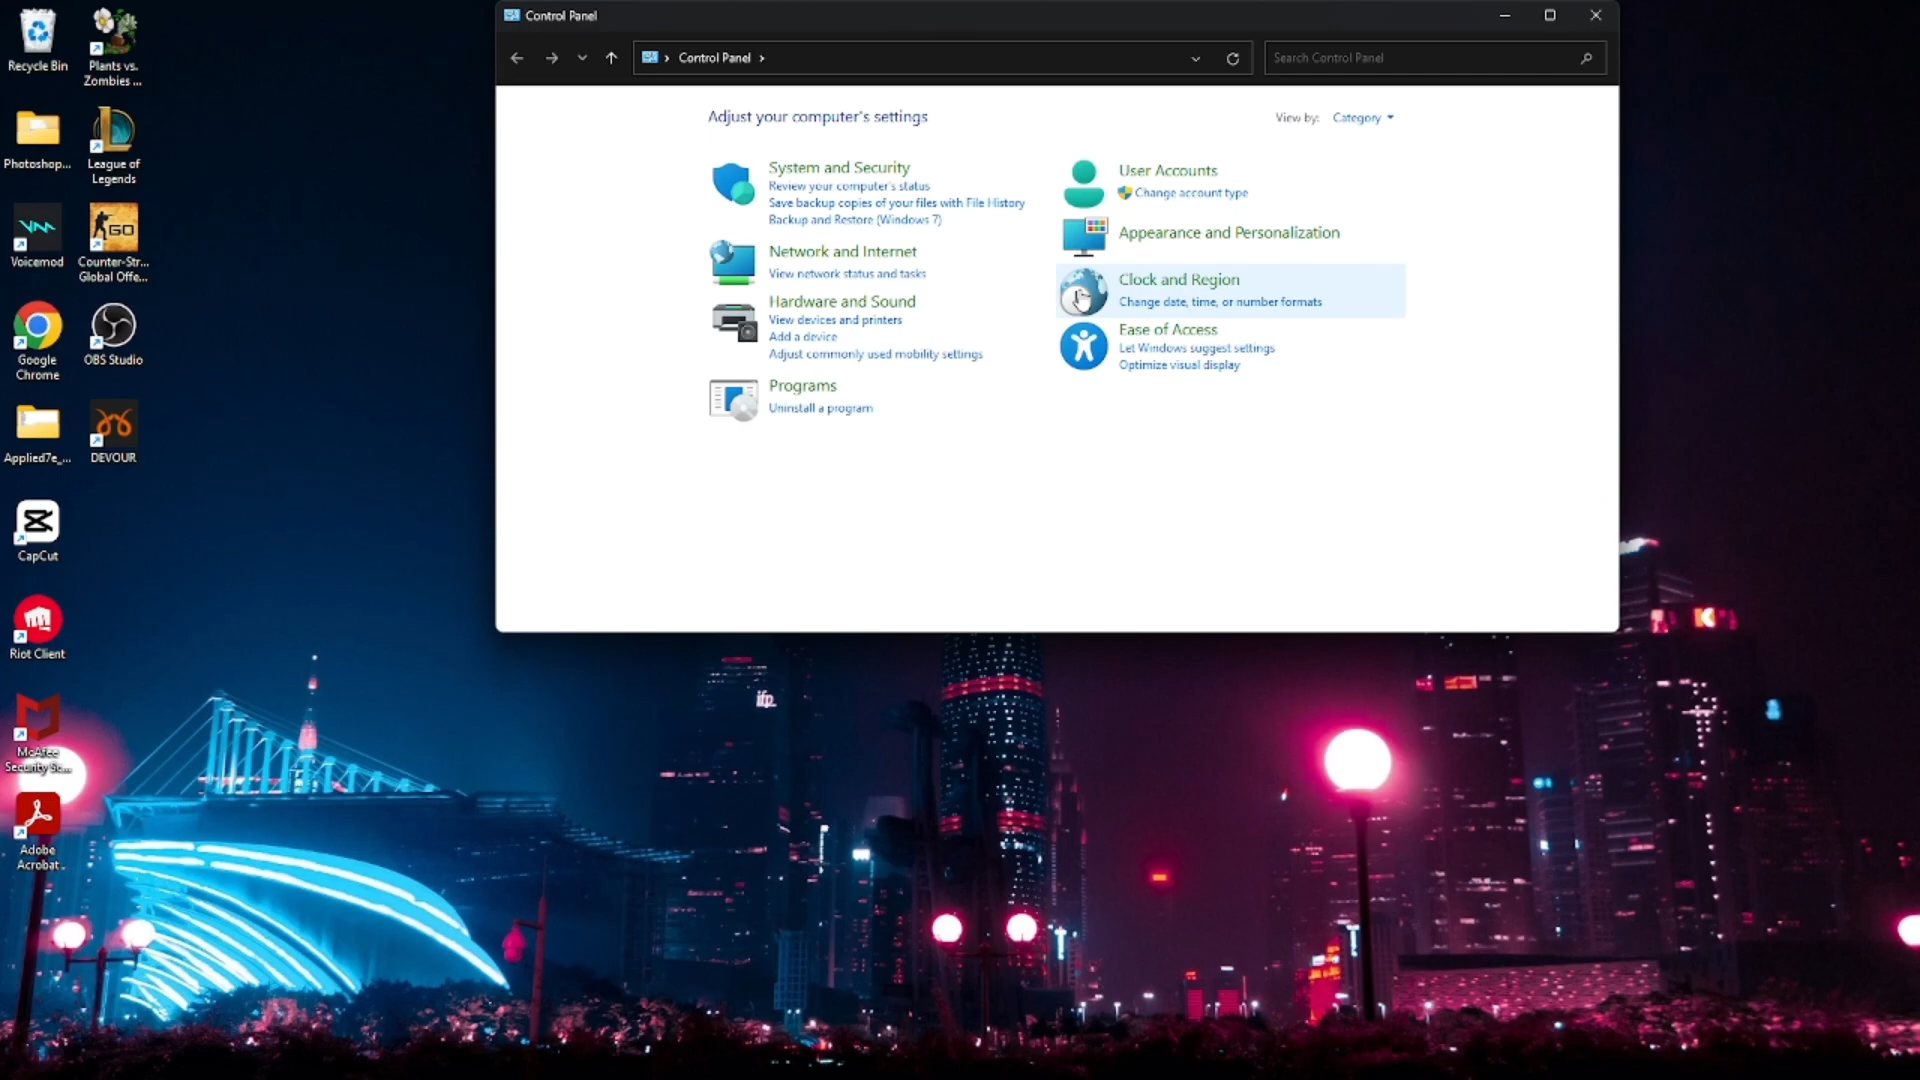 Control Panel
Control Panel
Search Control Panel
Adjust your computer's settings
View by: Category
System and Security
Review your computer's status
Save backup copies of your files with File History
Backup and Restore (Windows 7)
Network and Internet
View network status and tasks
Hardware and Sound
View devices and printers
Add a device
Adjust commonly used mobility settings
Programs
Uninstall a program
User Accounts
Change account type
Appearance and Personalization
Clock and Region
Change date, time, or number formats
Ease of Access
Let Windows suggest settings
Optimize visual display
Recycle Bin
Plants vs.
Zombies ...
Photoshop...
League of
Legends
Voicemod
GO
Counter-Str...
Global Offe...
Google
Chrome
OBS Studio
Applied7e_...
DEVOUR
CapCut
Riot Client
McAfee
Security Sc...
Adobe
Acrobat
ifp